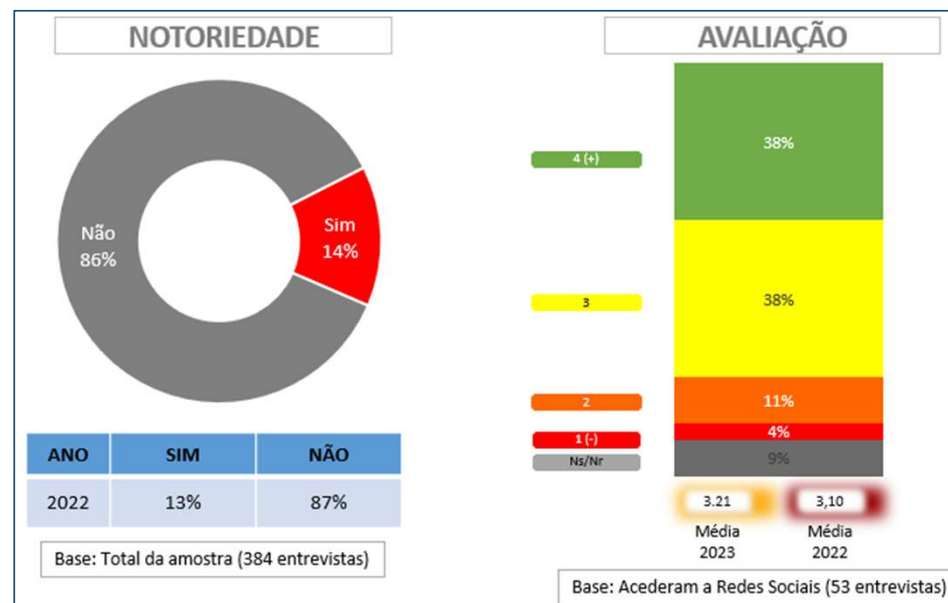 NOTORIEDADE
Não
86%
Sim
14%
ANO SIM NÃO
2022 13% 87%
Base: Total da amostra (384 entrevistas)
AVALIAÇÃO
4 (+)
38%
3
38%
2
11%
1 (-)
4%
Ns/Nr
9%
3.21
3,10
Média
2023
Média
2022
Base: Acederam a Redes Sociais (53 entrevistas)